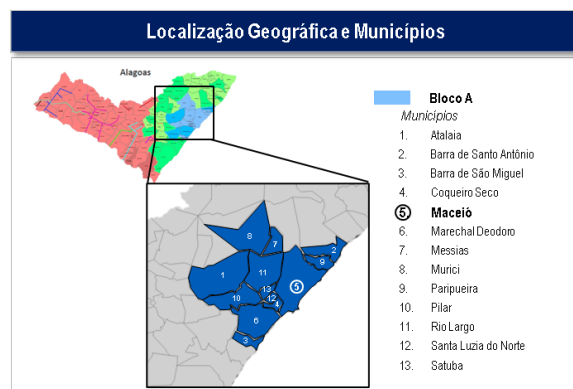 Localização Geográfica e Municípios
Alagoas
Bloco A
Municípios
1. Atalaia
2. Barra de Santo Antônio
3. Barra de São Miguel
4. Coqueiro Seco
5 Maceió
6. Marechal Deodoro
7. Messias
8. Murici
9. Paripueira
10. Pilar
11. Rio Largo
12. Santa Luzia do Norte
13. Satuba
8
7
2
9
1
11
13
5
12
10
4
6
3